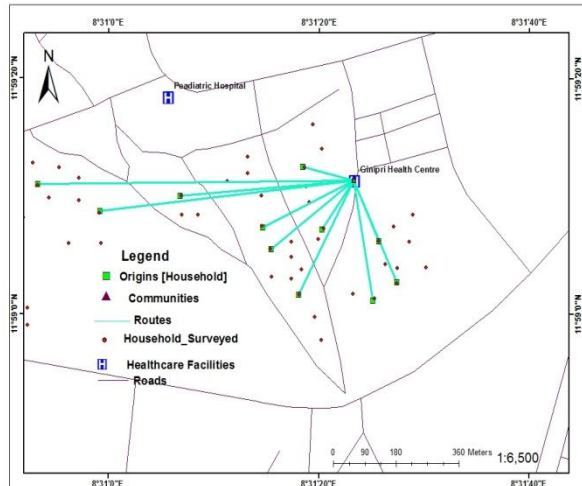 8°31'0"E 8°31'20"E 8°31'40"E
N
11°59'20"N
11°59'20"N
Peadiatric Hospital
Ginipri Health Centre
Legend
Origins [Household]
Communities
Routes
Household_Surveyed
Healthcare Facilities
Roads
11°59'0"N
11°59'0"N
0 90 180 360 Meters
1:6,500
8°31'0"E 8°31'20"E 8°31'40"E